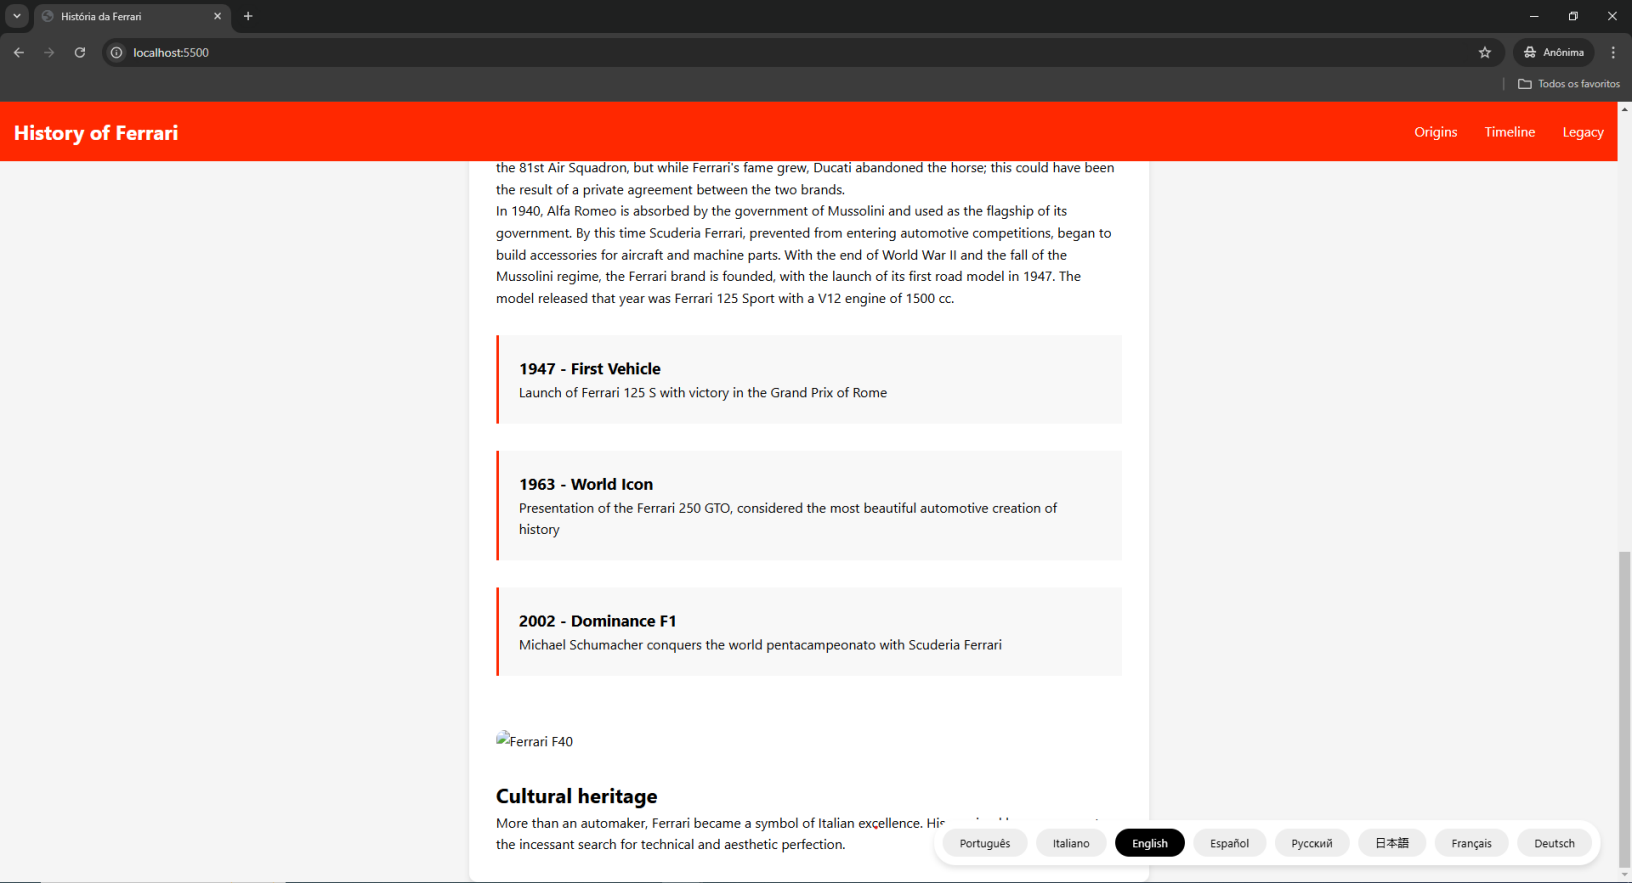 História da Ferrari
localhost:5500
Anônima
Todos os favoritos
History of Ferrari
Origins
Timeline
Legacy
the 81st Air Squadron, but while Ferrari's fame grew, Ducati abandoned the horse; this could have been
the result of a private agreement between the two brands.
In 1940, Alfa Romeo is absorbed by the government of Mussolini and used as the flagship of its
government. By this time Scuderia Ferrari, prevented from entering automotive competitions, began to
build accessories for aircraft and machine parts. With the end of World War II and the fall of the
Mussolini regime, the Ferrari brand is founded, with the launch of its first road model in 1947. The
model released that year was Ferrari 125 Sport with a V12 engine of 1500 cc.
1947 - First Vehicle
Launch of Ferrari 125 S with victory in the Grand Prix of Rome
1963 - World Icon
Presentation of the Ferrari 250 GTO, considered the most beautiful automotive creation of
history
2002 - Dominance F1
Michael Schumacher conquers the world pentacampeonato with Scuderia Ferrari
Ferrari F40
Cultural heritage
More than an automaker, Ferrari became a symbol of Italian excellence. His
the incessant search for technical and aesthetic perfection.
Português
Italiano
English
Español
Русский
日本語
Français
Deutsch